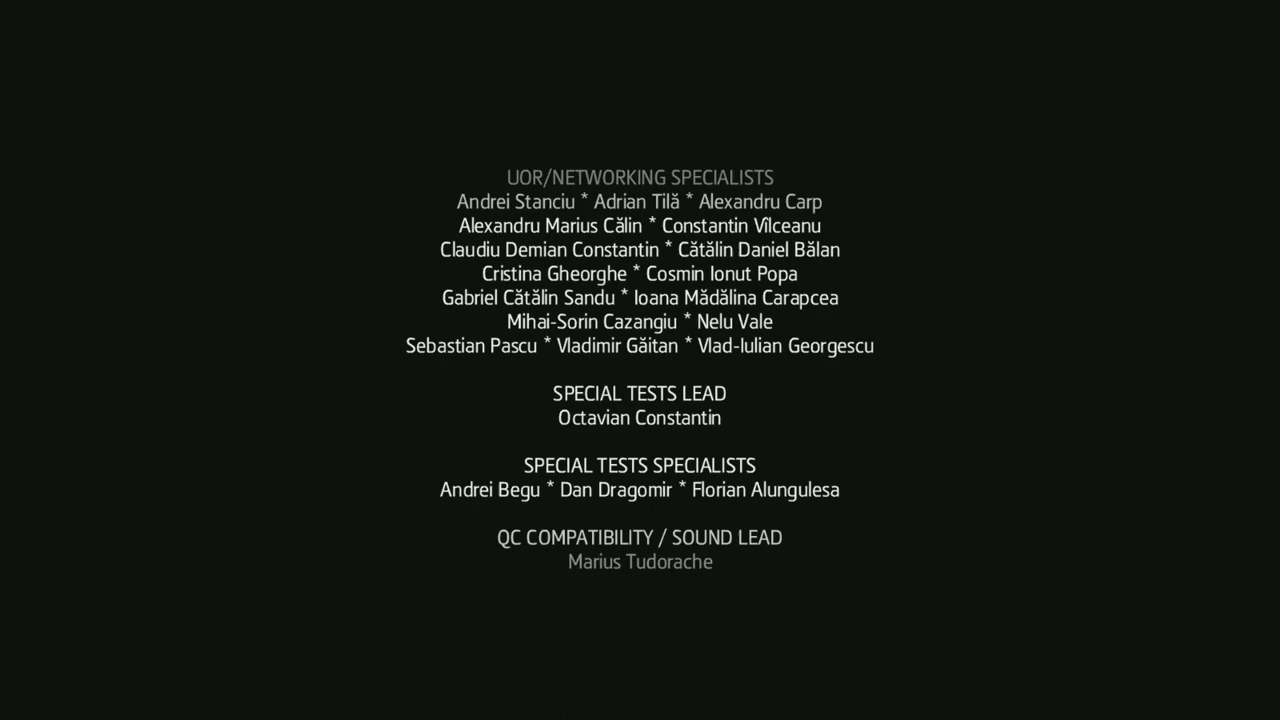 UOR/NETWORKING SPECIALISTS
Andrei Stanciu * Adrian Tilă * Alexandru Carp
Alexandru Marius Călin * Constantin Vîlceanu
Claudiu Demian Constantin * Cătălin Daniel Bălan
Cristina Gheorghe * Cosmin Ionut Popa
Gabriel Cătălin Sandu * Ioana Mădălina Carapcea
Mihai-Sorin Cazangiu * Nelu Vale
Sebastian Pascu * Vladimir Găitan * Vlad-Iulian Georgescu
SPECIAL TESTS LEAD
Octavian Constantin
SPECIAL TESTS SPECIALISTS
Andrei Begu * Dan Dragomir * Florian Alungulesa
QC COMPATIBILITY / SOUND LEAD
Marius Tudorache